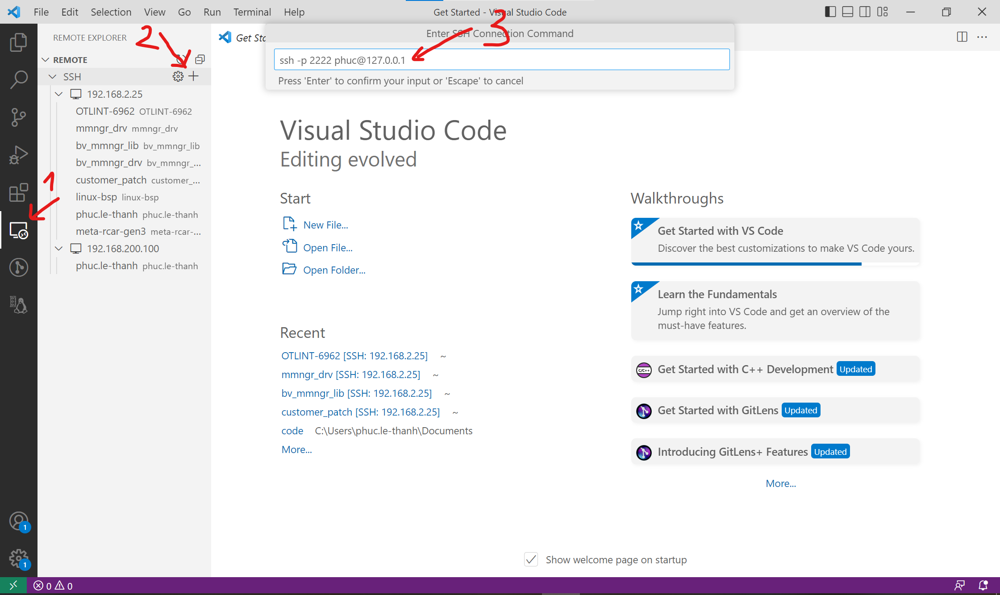 File Edit Selection View Go Run Terminal Help
Get Started - Visual Studio Code
REMOTE EXPLORER
2
REMOTE
SSH
192.168.2.25
OTLINT-6962 OTLINT-6962
mmngr_drv mmngr_drv
bv_mmngr_lib bv_mmngr_lib
bv_mmngr_drv bv_mmngr_...
customer_patch customer_...
linux-bsp linux-bsp
phuc.le-thanh phuc.le-thanh
meta-rcar-gen3 meta-rcar-...
192.168.200.100
phuc.le-thanh phuc.le-thanh
1
Get Sta
Enter SSH Connection Command
3
ssh -p 2222 phuc@127.0.0.1
Press 'Enter' to confirm your input or 'Escape' to cancel
Visual Studio Code
Editing evolved
Start
New File...
Open File...
Open Folder...
Recent
OTLINT-6962 [SSH: 192.168.2.25] ~
mmngr_drv [SSH: 192.168.2.25] ~
bv_mmngr_lib [SSH: 192.168.2.25] ~
customer_patch [SSH: 192.168.2.25] ~
code C:\Users\phuc.le-thanh\Documents
More...
Walkthroughs
Get Started with VS Code
Discover the best customizations to make VS Code yours.
Learn the Fundamentals
Jump right into VS Code and get an overview of the
must-have features.
C/C++ Get Started with C++ Development Updated
Get Started with GitLens Updated
Introducing GitLens+ Features Updated
More...
Show welcome page on startup
1
1
0 0